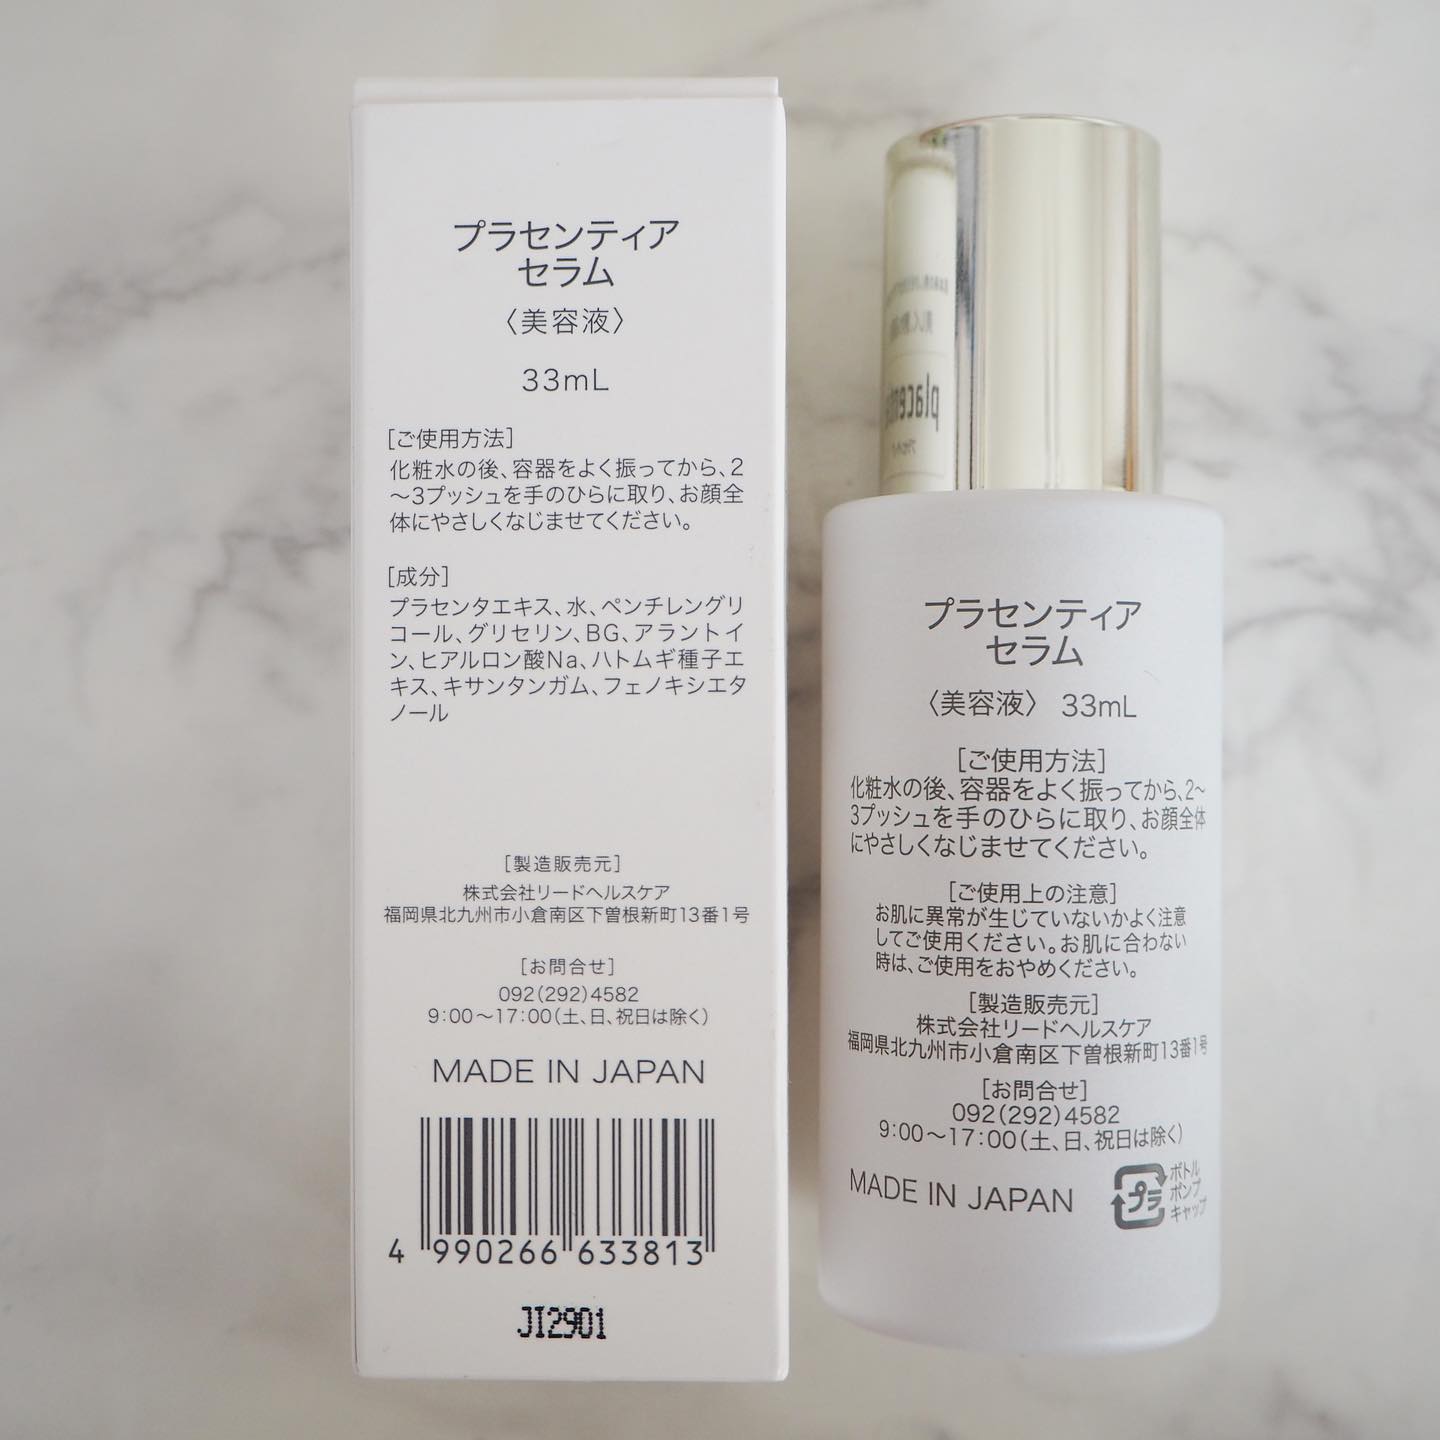 プラセンティア
セラム
〈美容液〉
33mL
[ご使用方法]
化粧水の後、容器をよく振ってから、2
～3プッシュを手のひらに取り、お顔全
体にやさしくなじませてください。
[成分]
プラセンタエキス、水、ペンチレングリ
コール、グリセリン、BG、アラントイ
ン、ヒアルロン酸Na、ハトムギ種子エ
キス、キサンタンガム、フェノキシエタ
ノール
[製造販売元]
株式会社リードヘルスケア
福岡県北九州市小倉南区下曽根新町13番1号
[お問合せ]
092(292)4582
9:00～17:00(土、日、祝日は除く)
MADE IN JAPAN
4 990266 633813
JI2901
プラセンティア
セラム
〈美容液〉 33mL
[ご使用方法]
化粧水の後、容器をよく振ってから、2～
3プッシュを手のひらに取り、お顔全体
にやさしくなじませてください。
[ご使用上の注意]
お肌に異常が生じていないかよく注意
してご使用ください。お肌に合わない
時は、ご使用をおやめください。
[製造販売元]
株式会社リードヘルスケア
福岡県北九州市小倉南区下曽根新町13番1号
[お問合せ]
092(292)4582
9:00～17:00(土、日、祝日は除く)
MADE IN JAPAN
プラ
ボトル
ポンプ
キャップ